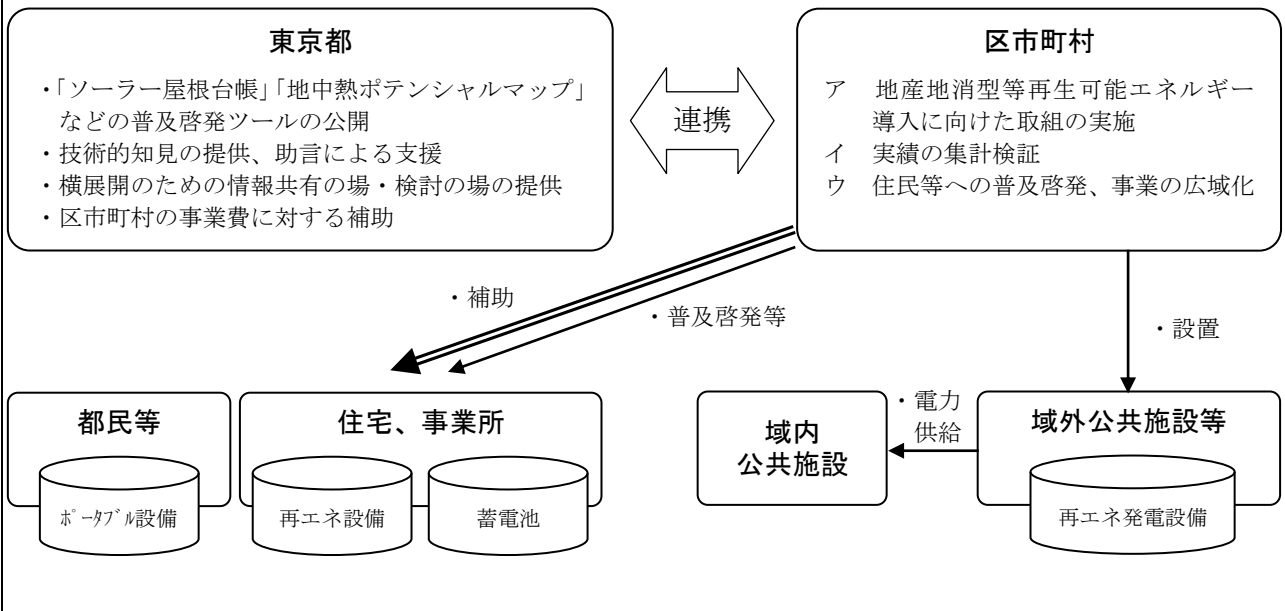 東京都
・「ソーラー屋根台帳」「地中熱ポテンシャルマップ」
などの普及啓発ツールの公開
・技術的知見の提供、助言による支援
・横展開のための情報共有の場・検討の場の提供
・区市町村の事業費に対する補助
連携
区市町村
ア 地産地消型等再生可能エネルギー
導入に向けた取組の実施
イ 実績の集計検証
ウ 住民等への普及啓発、事業の広域化
・補助
・普及啓発等
・設置
都民等
ﾎﾟｰﾀﾌﾞﾙ設備
住宅、事業所
再エネ設備
蓄電池
域内
公共施設
・電力
供給
域外公共施設等
再エネ発電設備